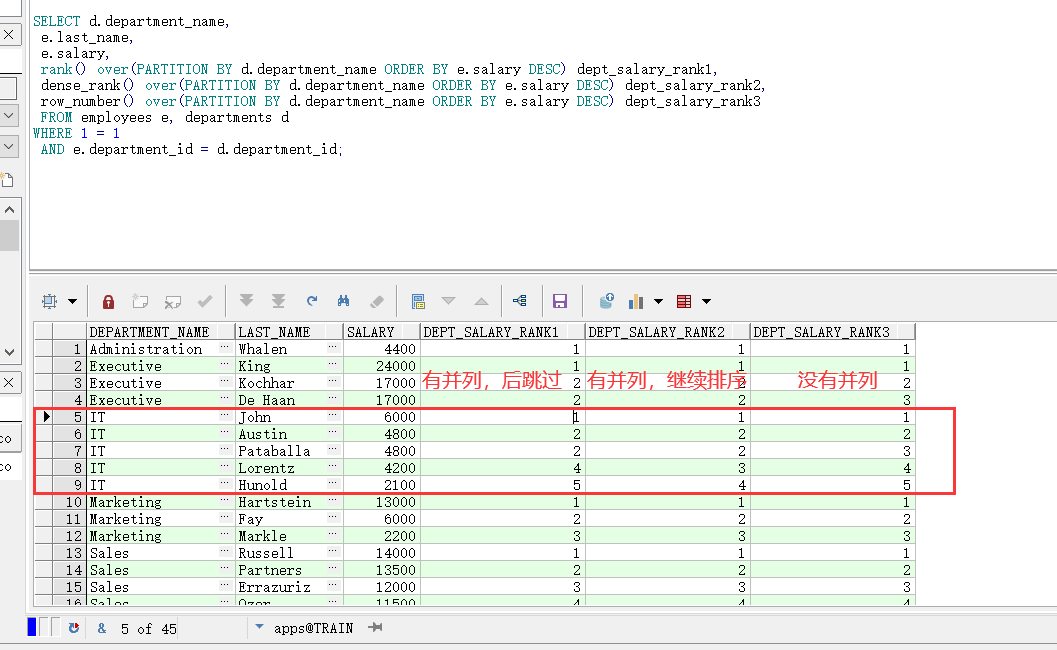 SELECT d.department_name,
e.last_name,
e.salary,
rank() over(PARTITION BY d.department_name ORDER BY e.salary DESC) dept_salary_rank1,
dense_rank() over(PARTITION BY d.department_name ORDER BY e.salary DESC) dept_salary_rank2,
row_number() over(PARTITION BY d.department_name ORDER BY e.salary DESC) dept_salary_rank3
FROM employees e, departments d
WHERE 1 = 1
AND e.department_id = d.department_id;
DEPARTMENT_NAME LAST_NAME SALARY DEPT_SALARY_RANK1 DEPT_SALARY_RANK2 DEPT_SALARY_RANK3
1 Administration Whalen 4400 1 1 1
2 Executive King 24000 1 1 1
有并列，后跳过 有并列，继续排序 没有并列
3 Executive Kochhar 17000 2 2 2
4 Executive De Haan 17000 2 2 3
5 IT John 6000 1 1 1
6 IT Austin 4800 2 2 2
7 IT Pataballa 4800 2 2 3
8 IT Lorentz 4200 4 3 4
9 IT Hunold 2100 5 4 5
10 Marketing Hartstein 13000 1 1 1
11 Marketing Fay 6000 2 2 2
12 Marketing Markle 2200 3 3 3
13 Sales Russell 14000 1 1 1
14 Sales Partners 13500 2 2 2
15 Sales Errazuriz 12000 3 3 3
16 Sales Ozer 11500 4 4 4
co
co
& 5 of 45 apps@TRAIN